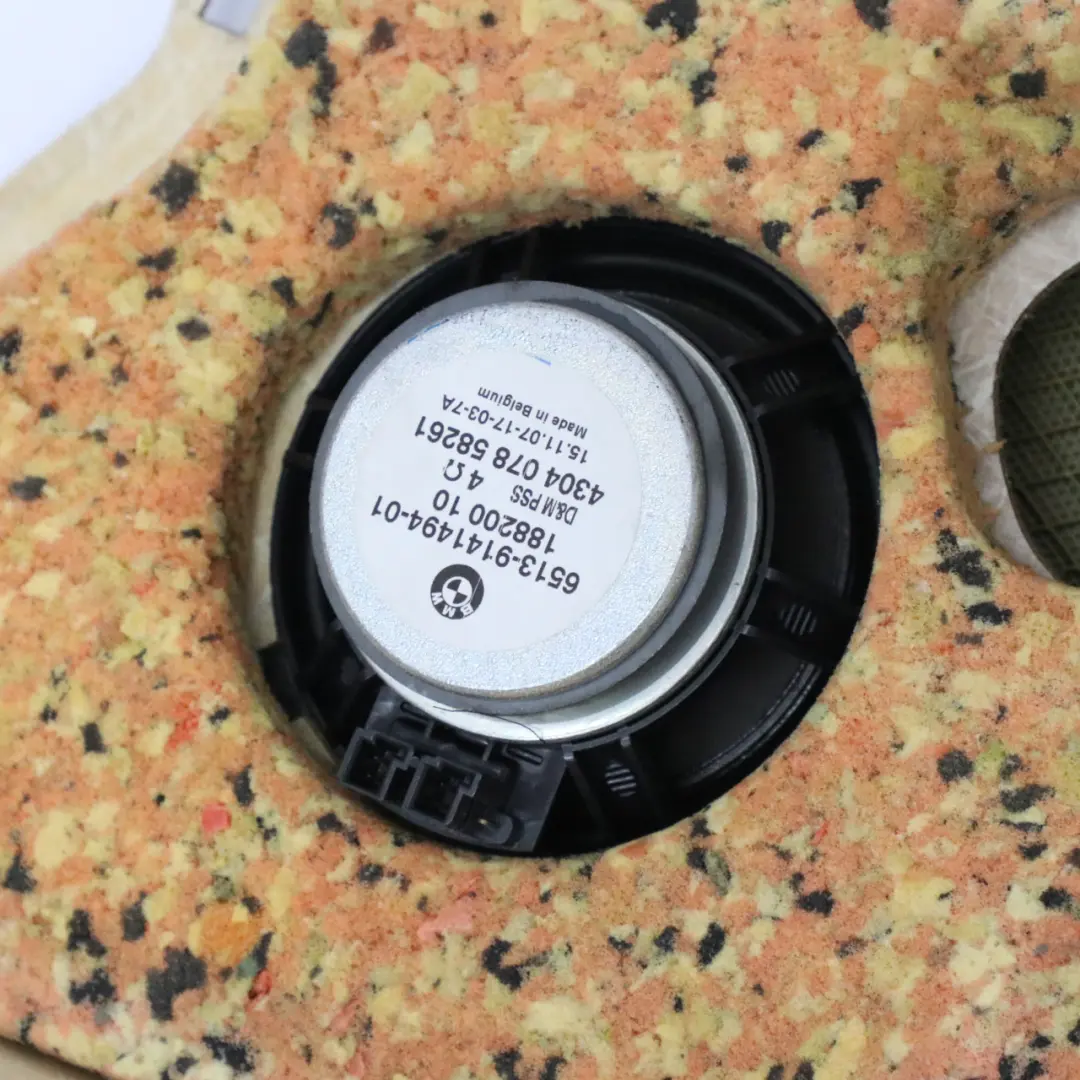 BMW
6513-9141494-01
188200 10
D&M PSS 4Ω
4304 078 58261
15.11.07-17-03-7A
Made in Belgium